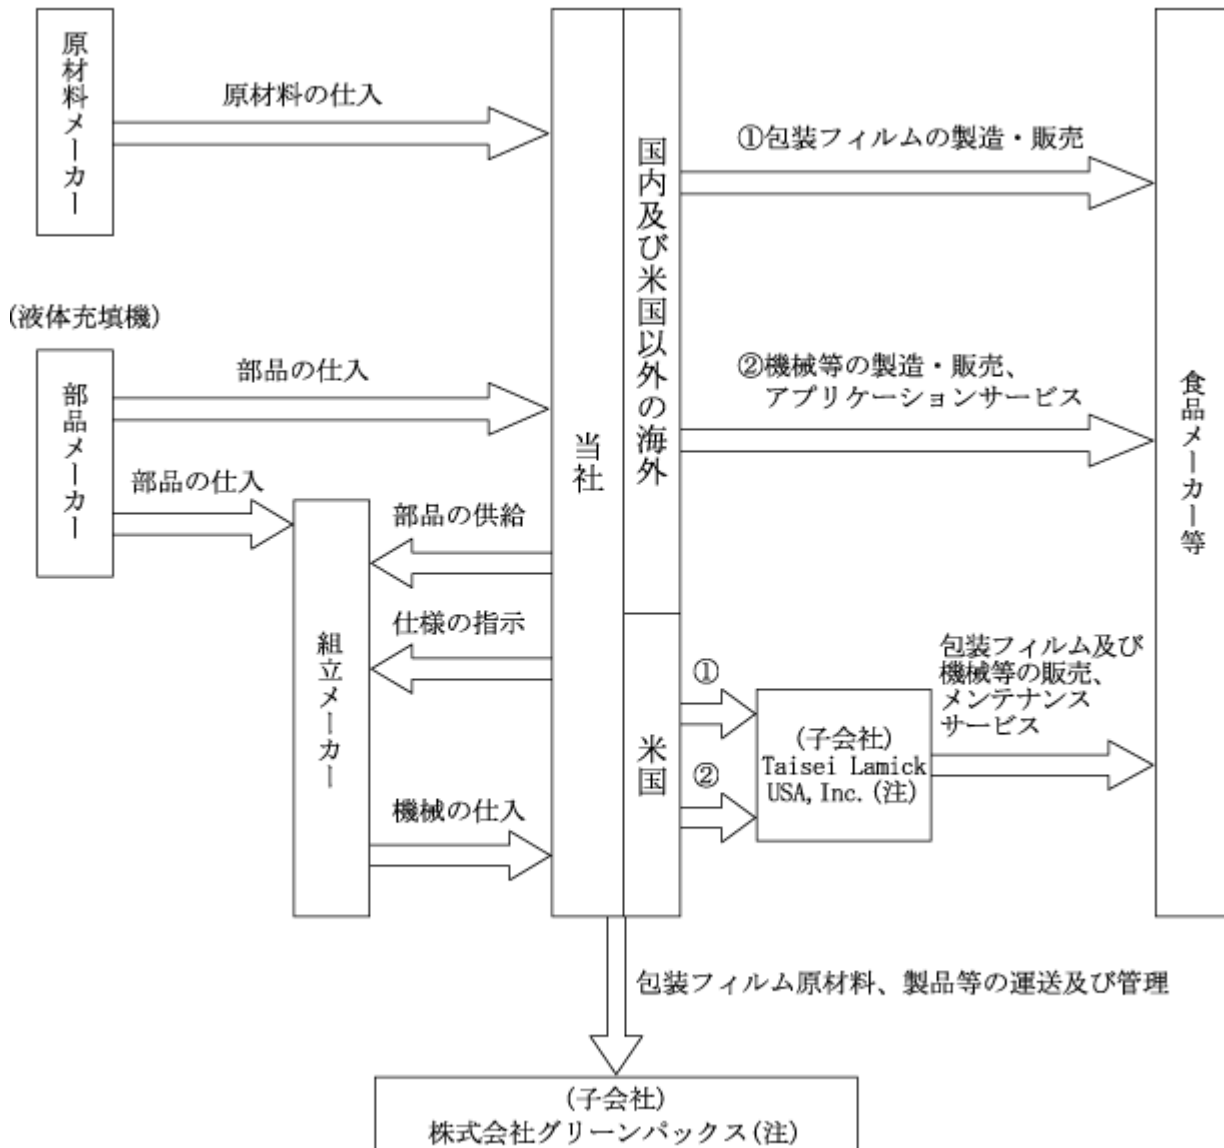 原材料メーカー
原材料の仕入
(液体充填機)
部品メーカー
部品の仕入
部品の仕入
組立メーカー
部品の供給
仕様の指示
機械の仕入
当社
国内及び米国以外の海外
米国
①包装フィルムの製造・販売
②機械等の製造・販売、
アプリケーションサービス
①
②
(子会社)
Taisei Lamick
USA,Inc.(注)
包装フィルム及び
機械等の販売、
メンテナンス
サービス
食品メーカー等
包装フィルム原材料、製品等の運送及び管理
(子会社)
株式会社グリーンパックス(注)